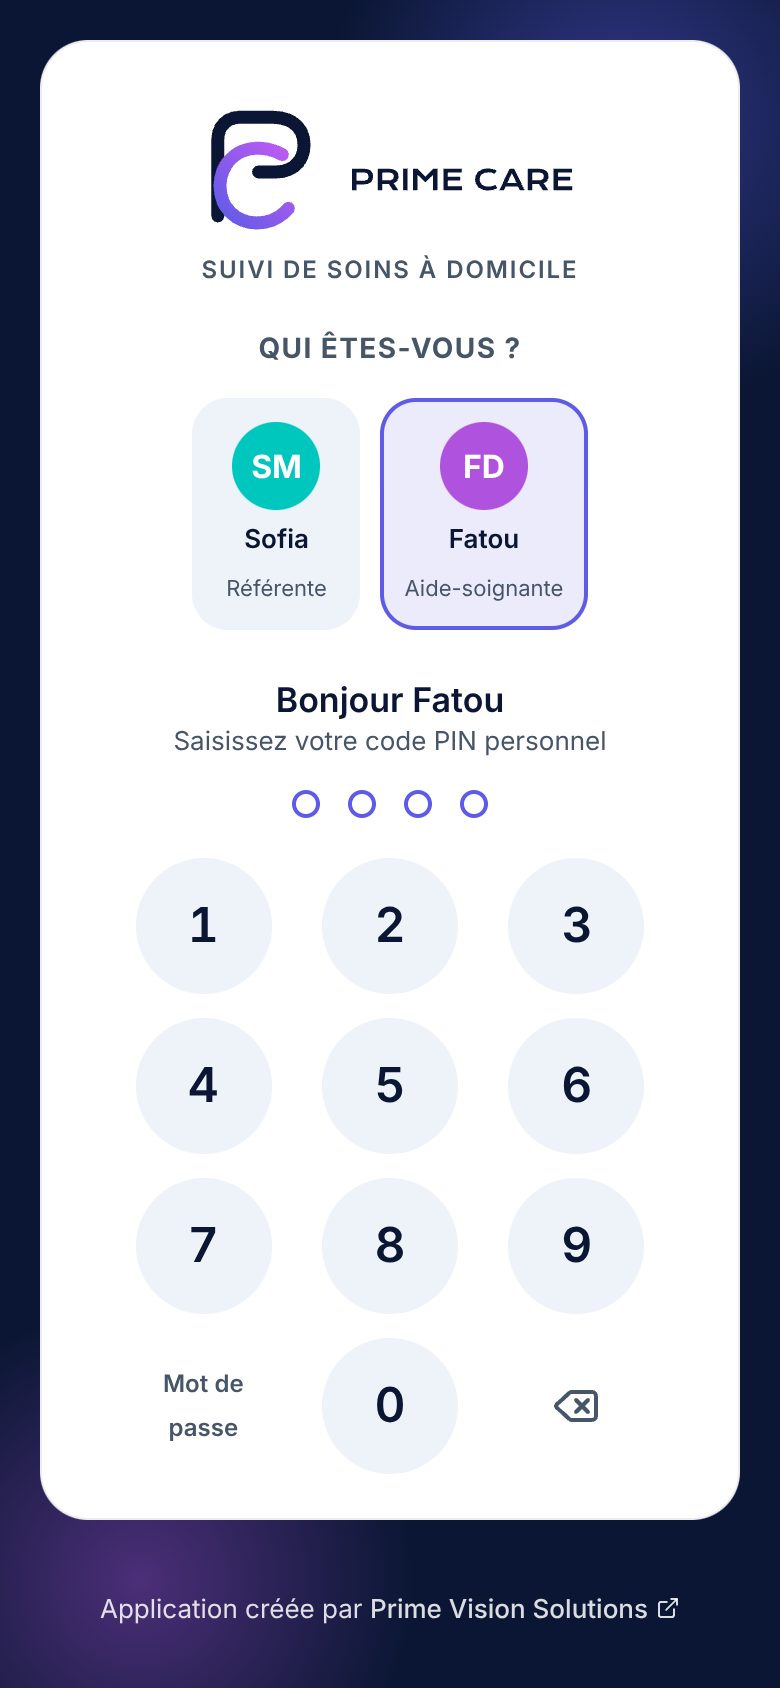 PRIME CARE
SUIVI DE SOINS À DOMICILE
QUI ÊTES-VOUS ?
SM
FD
Sofia
Fatou
Référente
Aide-soignante
Bonjour Fatou
Saisissez votre code PIN personnel
1 2 3
4 5 6
7 8 9
Mot de
passe
0
Application créée par Prime Vision Solutions